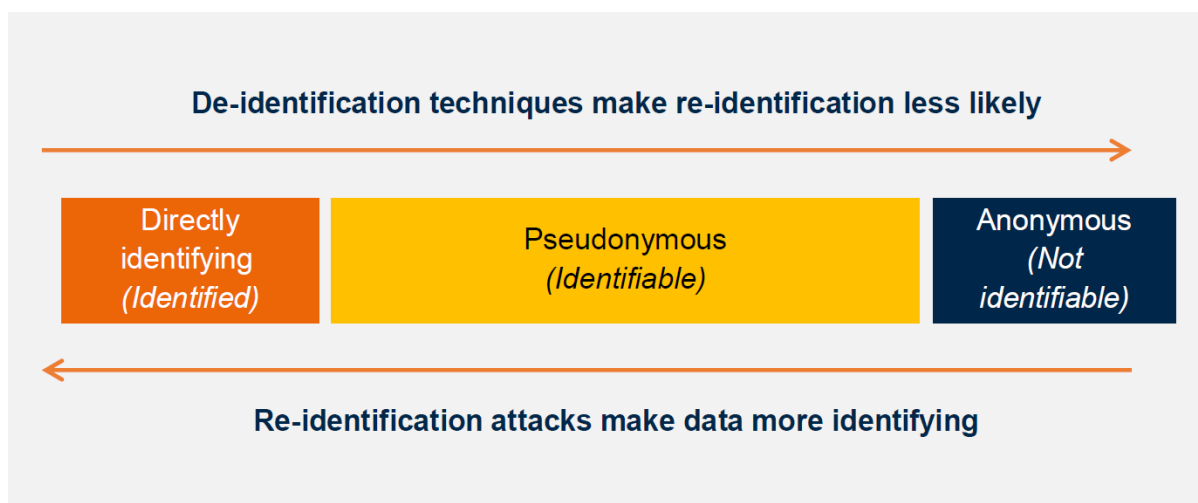 De-identification techniques make re-identification less likely
Directly
identifying
(Identified)
Pseudonymous
(Identifiable)
Anonymous
(Not
identifiable)
Re-identification attacks make data more identifying